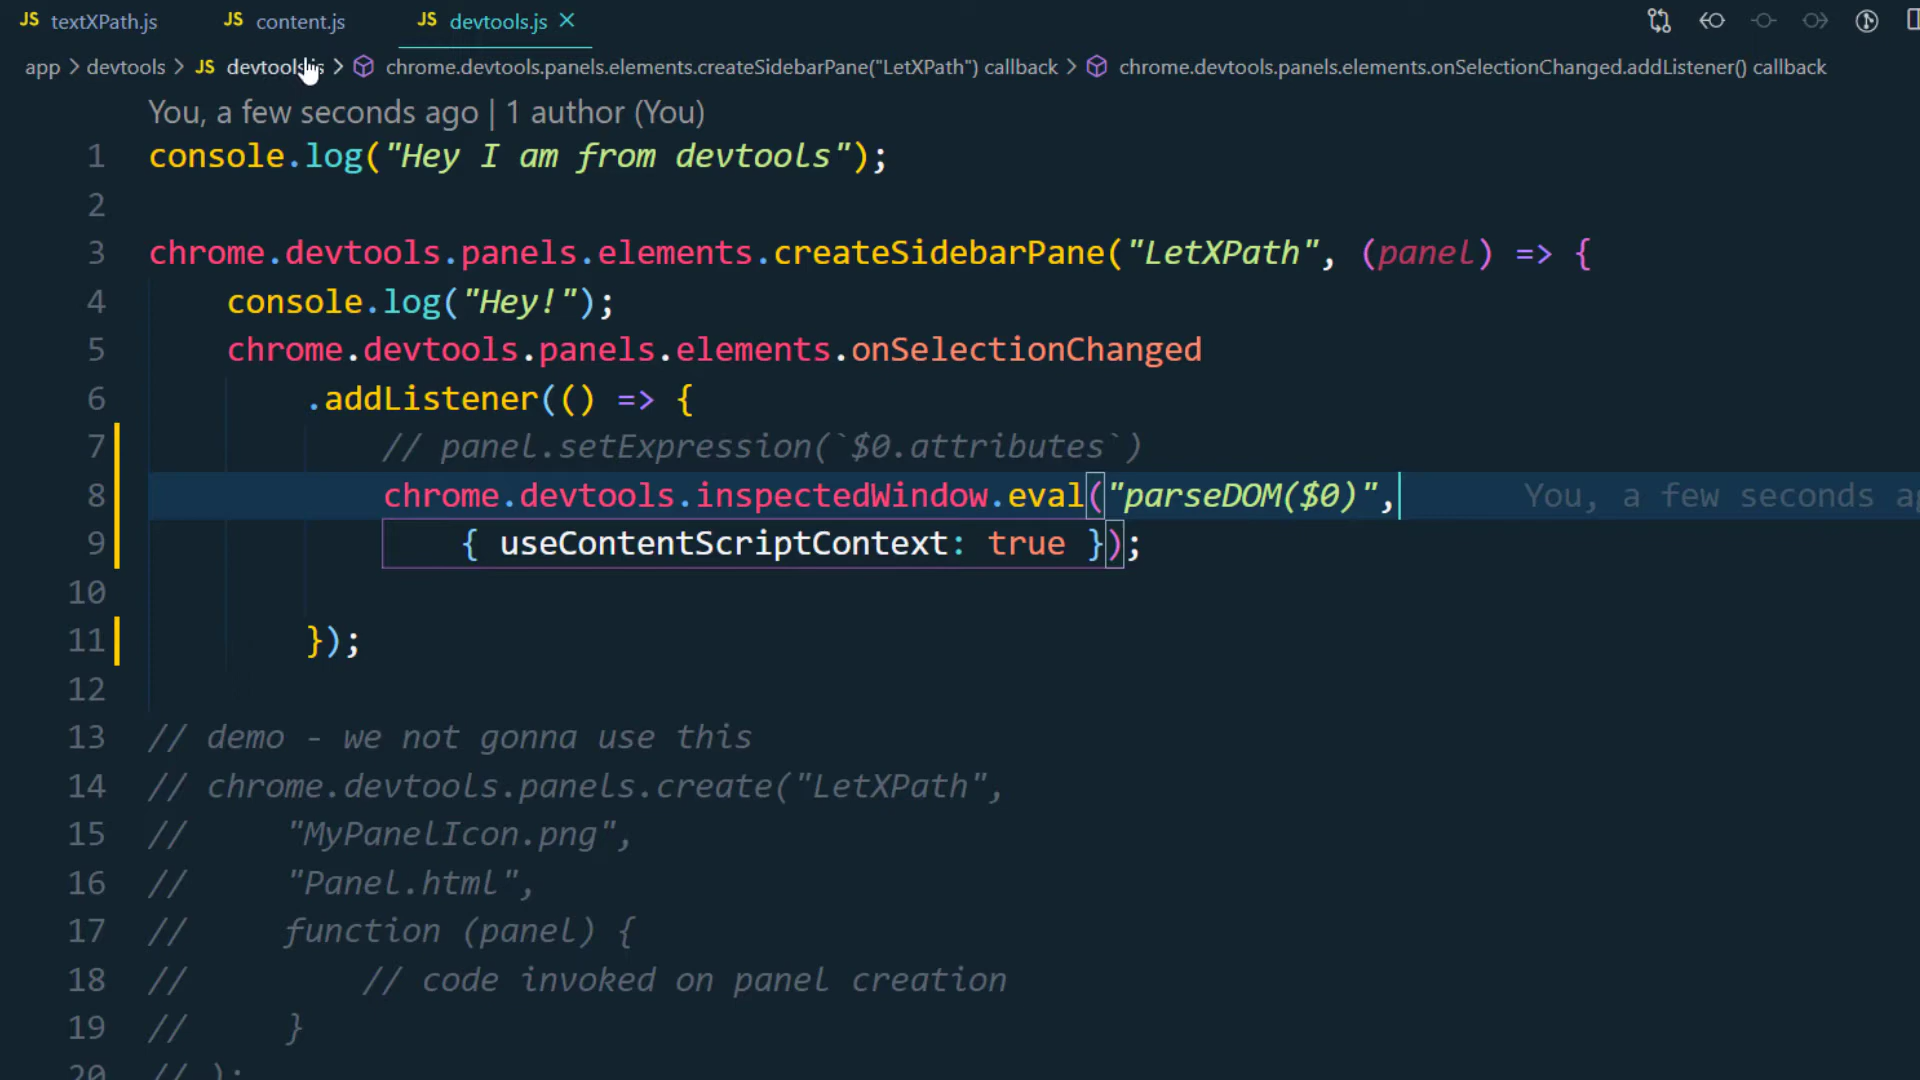 JS textXPath.js JS content.js JS devtools.js ×
app > devtools > JS devtools.js > chrome.devtools.panels.elements.createSidebarPane("LetXPath") callback > chrome.devtools.panels.elements.onSelectionChanged.addListener() callback
You, a few seconds ago | 1 author (You)
1 console.log("Hey I am from devtools");
2
3 chrome.devtools.panels.elements.createSidebarPane("LetXPath", (panel) => {
4 console.log("Hey!");
5 chrome.devtools.panels.elements.onSelectionChanged
6 .addListener(() => {
7 // panel.setExpression(`$0.attributes`)
8 chrome.devtools.inspectedWindow.eval("parseDOM($0)", You, a few seconds ag
9 { useContentScriptContext: true });
10
11 });
12
13 // demo - we not gonna use this
14 // chrome.devtools.panels.create("LetXPath",
15 // "MyPanelIcon.png",
16 // "Panel.html",
17 // function (panel) {
18 // // code invoked on panel creation
19 // }
20 // );